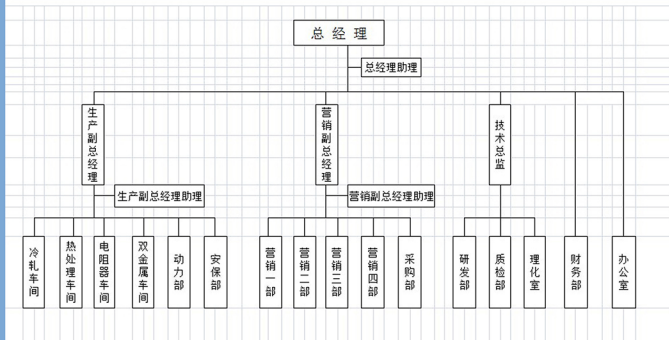 总经理
总经理助理
生产副总经理
营销副总经理
技术总监
生产副总经理助理
营销副总经理助理
冷轧车间
热处理车间
电阻器车间
双金属车间
动力部
安保部
营销一部
营销二部
营销三部
营销四部
采购部
研发部
质检部
理化室
财务部
办公室